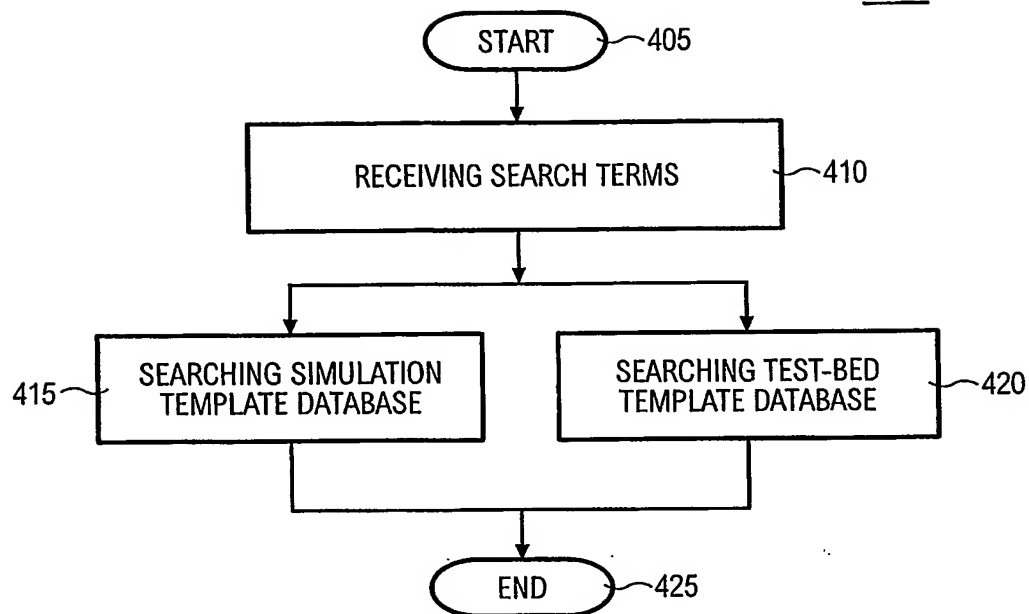 START
405
RECEIVING SEARCH TERMS
410
SEARCHING SIMULATION
TEMPLATE DATABASE
415
SEARCHING TEST-BED
TEMPLATE DATABASE
420
END
425